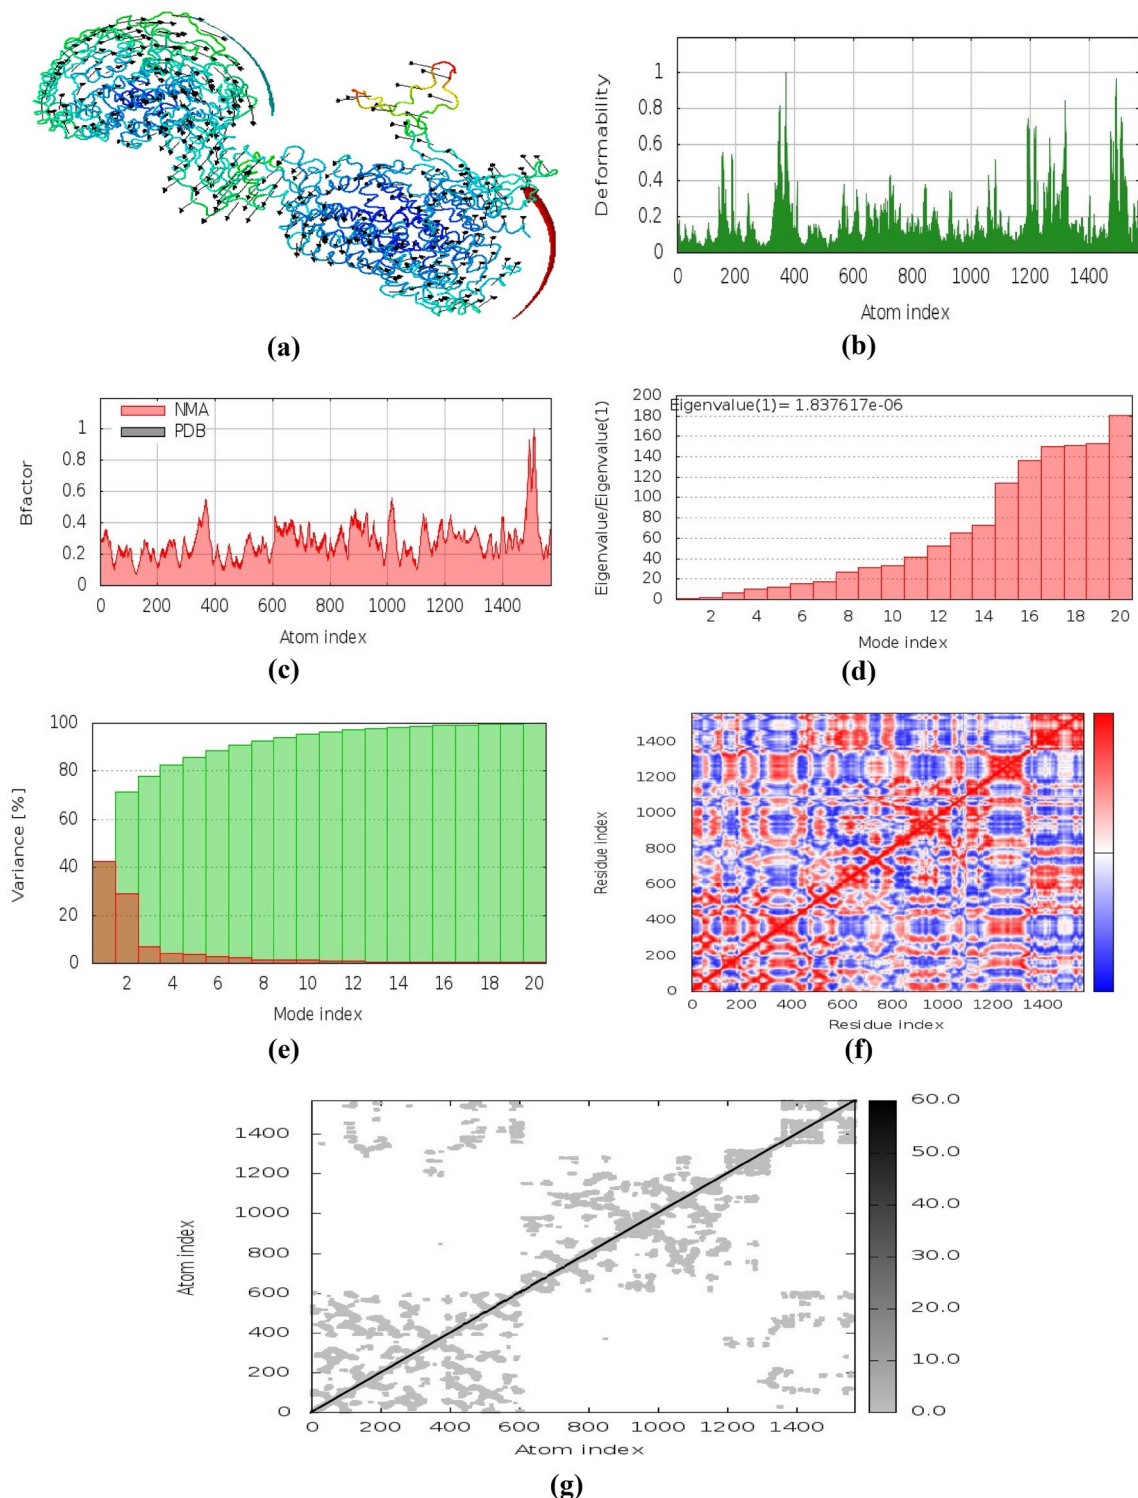 (a)
Deformability
1
0.8
0.6
0.4
0.2
0
0 200 400 600 800 1000 1200 1400
Atom index
(b)
Bfactor
NMA
PDB
1
0.8
0.6
0.4
0.2
0
0 200 400 600 800 1000 1200 1400
Atom index
(c)
Eigenvalue/Eigenvalue(1)
Eigenvalue(1)= 1.837617e-06
200
180
160
140
120
100
80
60
40
20
0
2 4 6 8 10 12 14 16 18 20
Mode index
(d)
Variance [%]
100
80
60
40
20
0
2 4 6 8 10 12 14 16 18 20
Mode index
(e)
Residue index
1400
1200
1000
800
600
400
200
0
0 200 400 600 800 1000 1200 1400
Residue index
(f)
Atom index
1400
1200
1000
800
600
400
200
0
0 200 400 600 800 1000 1200 1400
Atom index
60.0
50.0
40.0
30.0
20.0
10.0
0.0
(g)